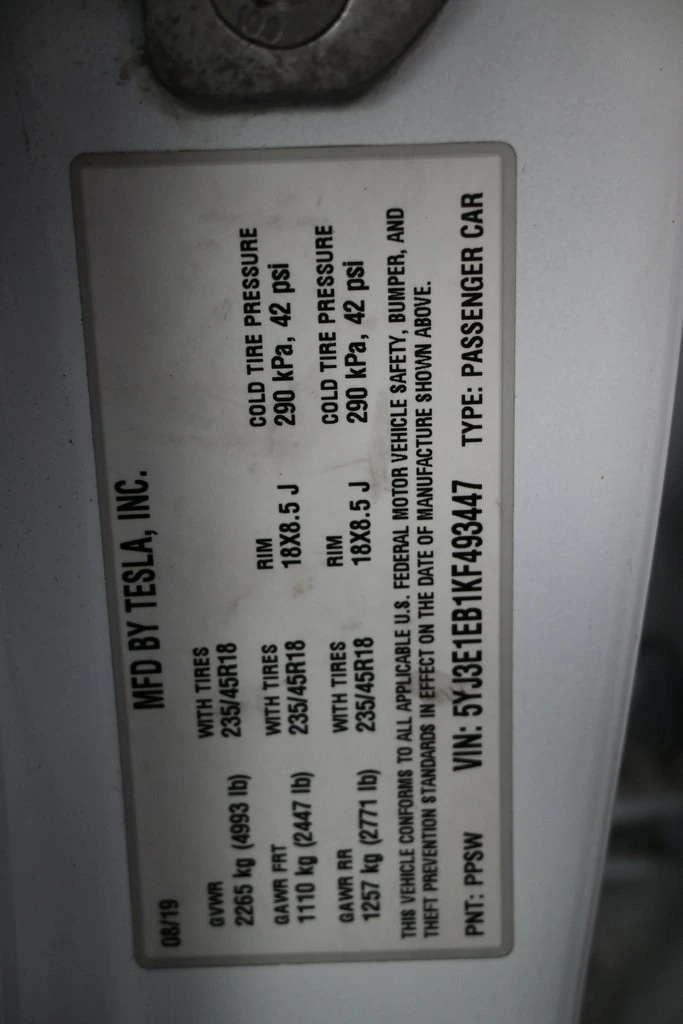 MFD BY TESLA, INC.
08/19
GVWR WITH TIRES
2265 kg (4993 lb) 235/45R18
GAWR FRT WITH TIRES RIM COLD TIRE PRESSURE
1110 kg (2447 lb) 235/45R18 18X8.5 J 290 kPa, 42 psi
GAWR RR WITH TIRES RIM COLD TIRE PRESSURE
1257 kg (2771 lb) 235/45R18 18X8.5 J 290 kPa, 42 psi
THIS VEHICLE CONFORMS TO ALL APPLICABLE U.S. FEDERAL MOTOR VEHICLE SAFETY, BUMPER, AND
THEFT PREVENTION STANDARDS IN EFFECT ON THE DATE OF MANUFACTURE SHOWN ABOVE.
PNT: PPSW VIN: 5YJ3E1EB1KF493447 TYPE: PASSENGER CAR